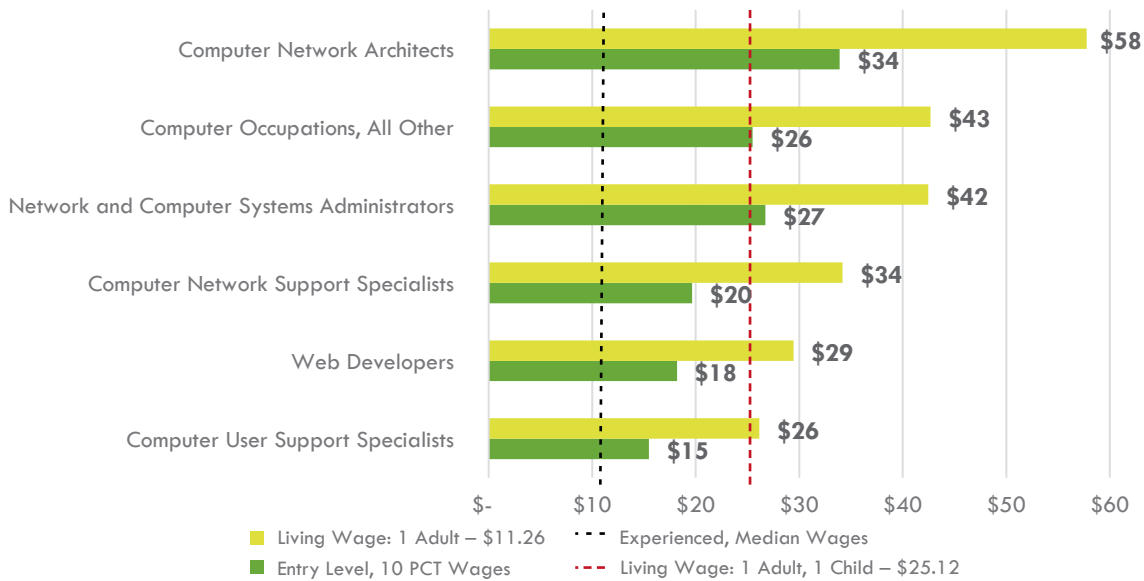 Computer Network Architects
$58
$34
Computer Occupations, All Other
$43
$26
Network and Computer Systems Administrators
$42
$27
Computer Network Support Specialists
$34
$20
Web Developers
$29
$18
Computer User Support Specialists
$26
$15
$- $10 $20 $30 $40 $50 $60
Living Wage: 1 Adult – $11.26 Experienced, Median Wages
Entry Level, 10 PCT Wages Living Wage: 1 Adult, 1 Child – $25.12